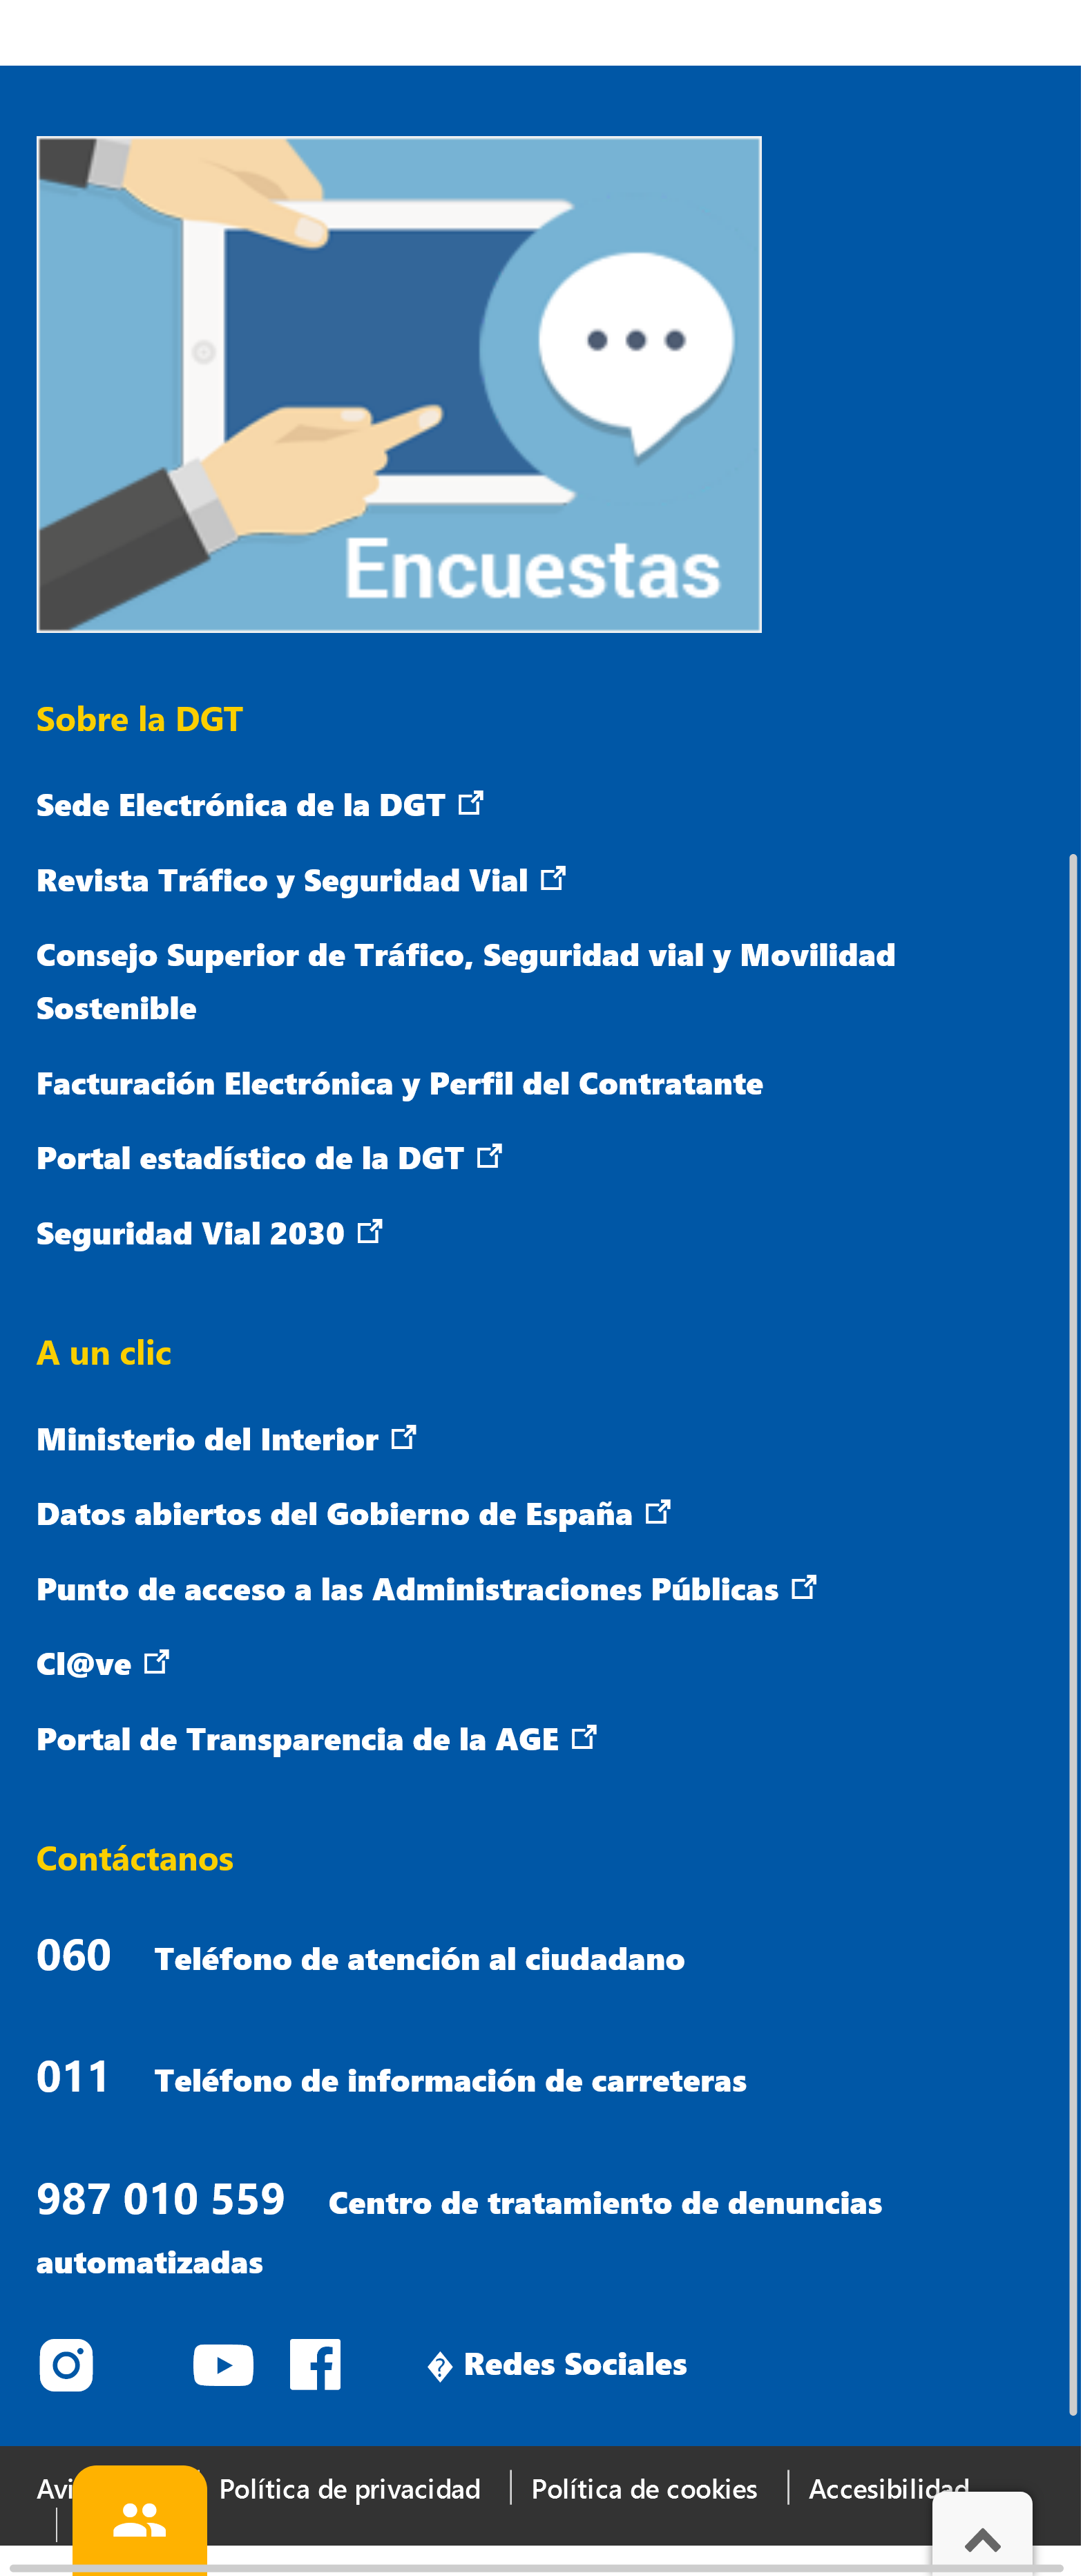 Encuestas
Sobre la DGT
Sede Electrónica de la DGT
Revista Tráfico y Seguridad Vial
Consejo Superior de Tráfico, Seguridad vial y Movilidad
Sostenible
Facturación Electrónica y Perfil del Contratante
Portal estadístico de la DGT
Seguridad Vial 2030
A un clic
Ministerio del Interior
Datos abiertos del Gobierno de España
Punto de acceso a las Administraciones Públicas
Cl@ve
Portal de Transparencia de la AGE
Contáctanos
060 Teléfono de atención al ciudadano
011 Teléfono de información de carreteras
987 010 559 Centro de tratamiento de denuncias
automatizadas
� Redes Sociales
Política de privacidad | Política de cookies | Accesibilidad